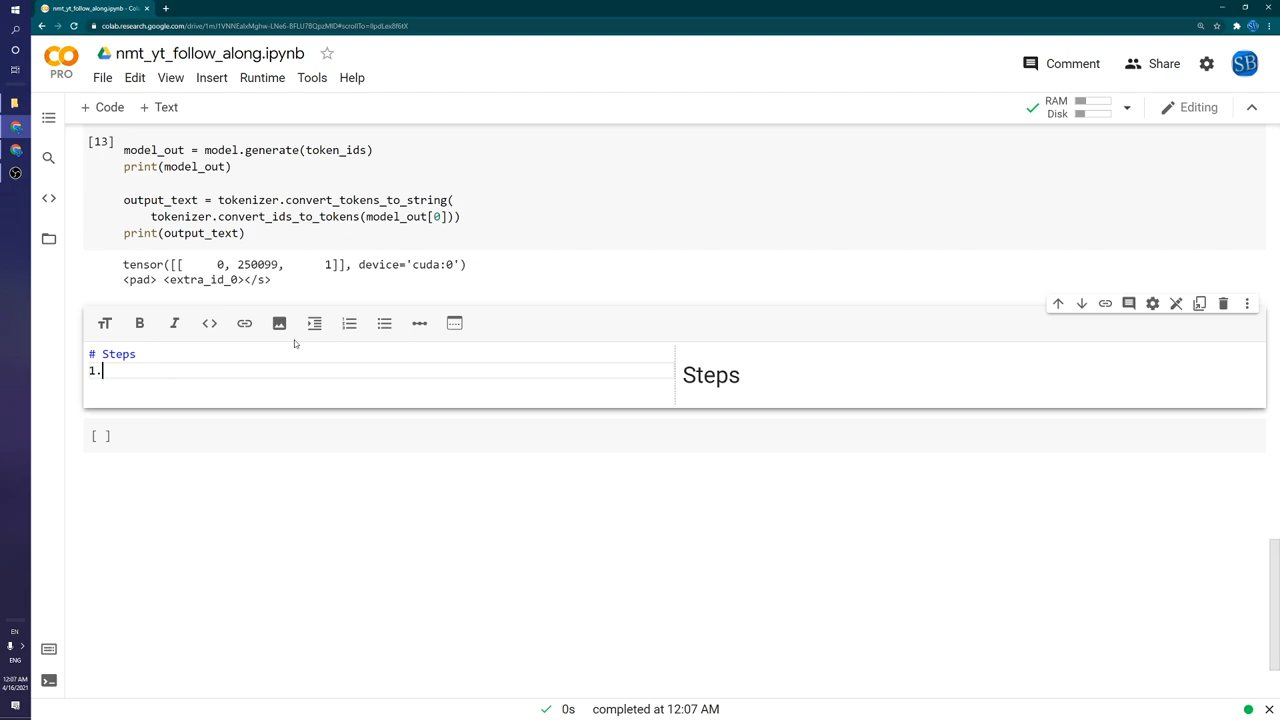 nmt_yt_follow_along.ipynb - Col
colab.research.google.com/drive/1mJ1VNNEalxMghw-LNe6-BFLU78QpzMID#scrollTo=
PRO
nmt_yt_follow_along.ipynb
File Edit View Insert Runtime Tools Help
Comment
Share
SB
+ Code + Text
RAM
Disk
Editing
[13]
model_out = model.generate(token_ids)
print(model_out)
output_text = tokenizer.convert_tokens_to_string(
tokenizer.convert_ids_to_tokens(model_out[0]))
print(output_text)
tensor([[ 0, 250099, 1]], device='cuda:0')
<pad> <extra_id_0></s>
# Steps
1.
Steps
[ ]
EN
ENG
12:07 AM
4/16/2021
0s completed at 12:07 AM